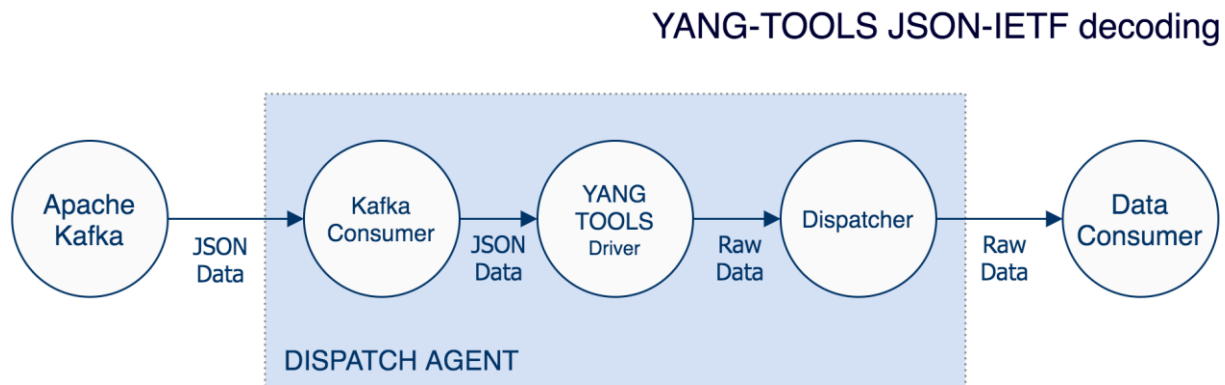 YANG-TOOLS JSON-IETF decoding
Apache
Kafka
JSON
Data
Kafka
Consumer
JSON
Data
YANG
TOOLS
Driver
Raw
Data
Dispatcher
Raw
Data
Data
Consumer
DISPATCH AGENT